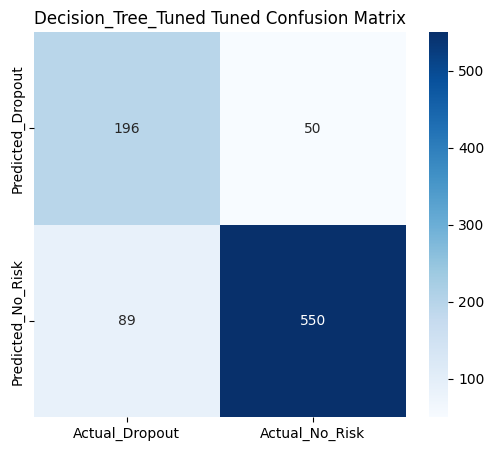 Decision_Tree_Tuned Tuned Confusion Matrix
Predicted_Dropout
196
50
Predicted_No_Risk
89
550
Actual_Dropout
Actual_No_Risk
500
400
300
200
100